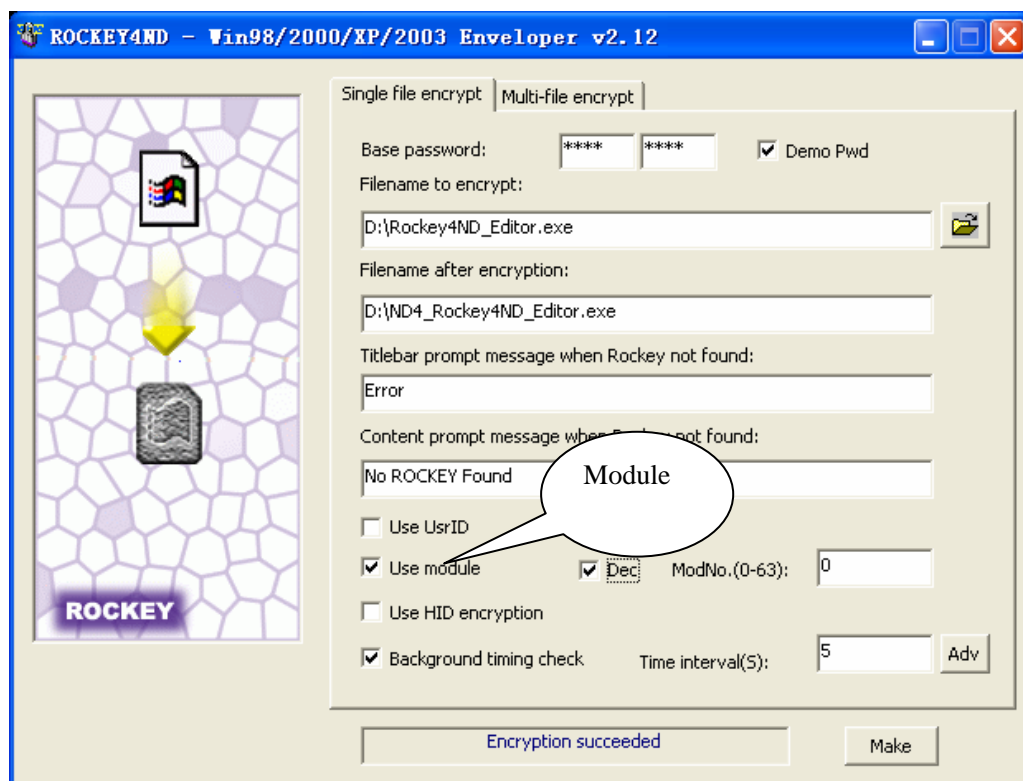 ROCKEY4ND - Win98/2000/XP/2003 Enveloper v2.12
Single file encrypt
Multi-file encrypt
Base password: **** **** Demo Pwd
Filename to encrypt:
D:\Rockey4ND_Editor.exe
Filename after encryption:
D:\ND4_Rockey4ND_Editor.exe
Titlebar prompt message when Rockey not found:
Error
Content prompt message when not found:
No ROCKEY Found
Module
Use UsrID
Use module
Dec ModNo.(0-63): 0
Use HID encryption
Background timing check Time interval(S): 5 Adv
ROCKEY
Encryption succeeded
Make